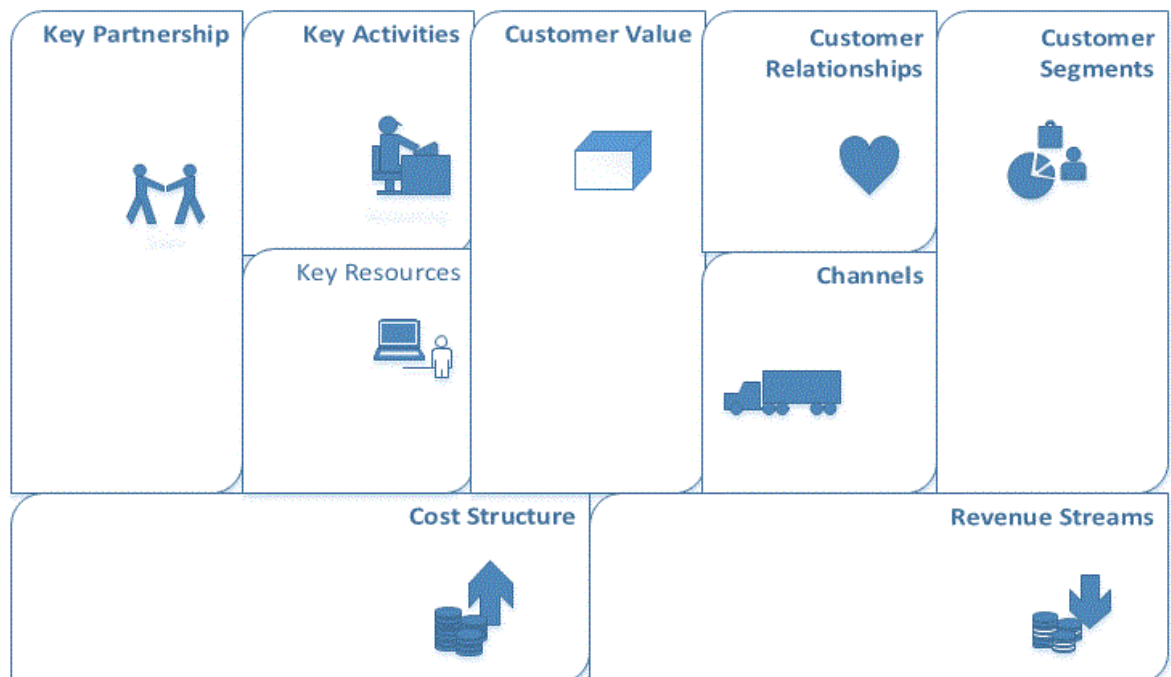 Key Partnership
Key Activities
Customer Value
Customer
Relationships
Customer
Segments
Key Resources
Channels
Cost Structure
Revenue Streams